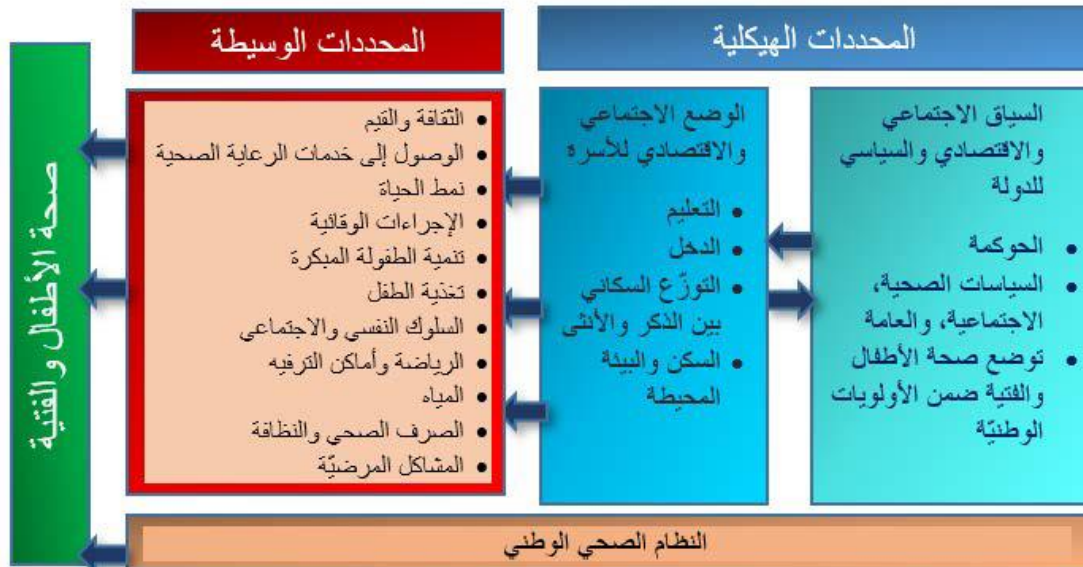 المحددات الهيكلية
المحددات الوسيطة
السياق الاجتماعي
والاقتصادي والسياسي
للدولة
• الحوكمة
• السياسات الصحية،
الاجتماعية، والعامة
• توضع صحة الأطفال
والفتية ضمن الأولويات
الوطنيّة
الوضع الاجتماعي
والاقتصادي للأسره
• التعليم
• الدخل
• التوزّع السكاني
بين الذكر والأنثى
• السكن والبيئة
المحيطة
• الثقافة والقيم
• الوصول إلى خدمات الرعاية الصحية
• نمط الحياة
• الإجراءات الوقائية
• تنمية الطفولة المبكرة
• تغذية الطفل
• السلوك النفسي والاجتماعي
• الرياضة وأماكن الترفيه
• المياه
• الصرف الصحي والنظافة
• المشاكل المرضيّة
صحة الأطفال والفتية
النظام الصحي الوطني